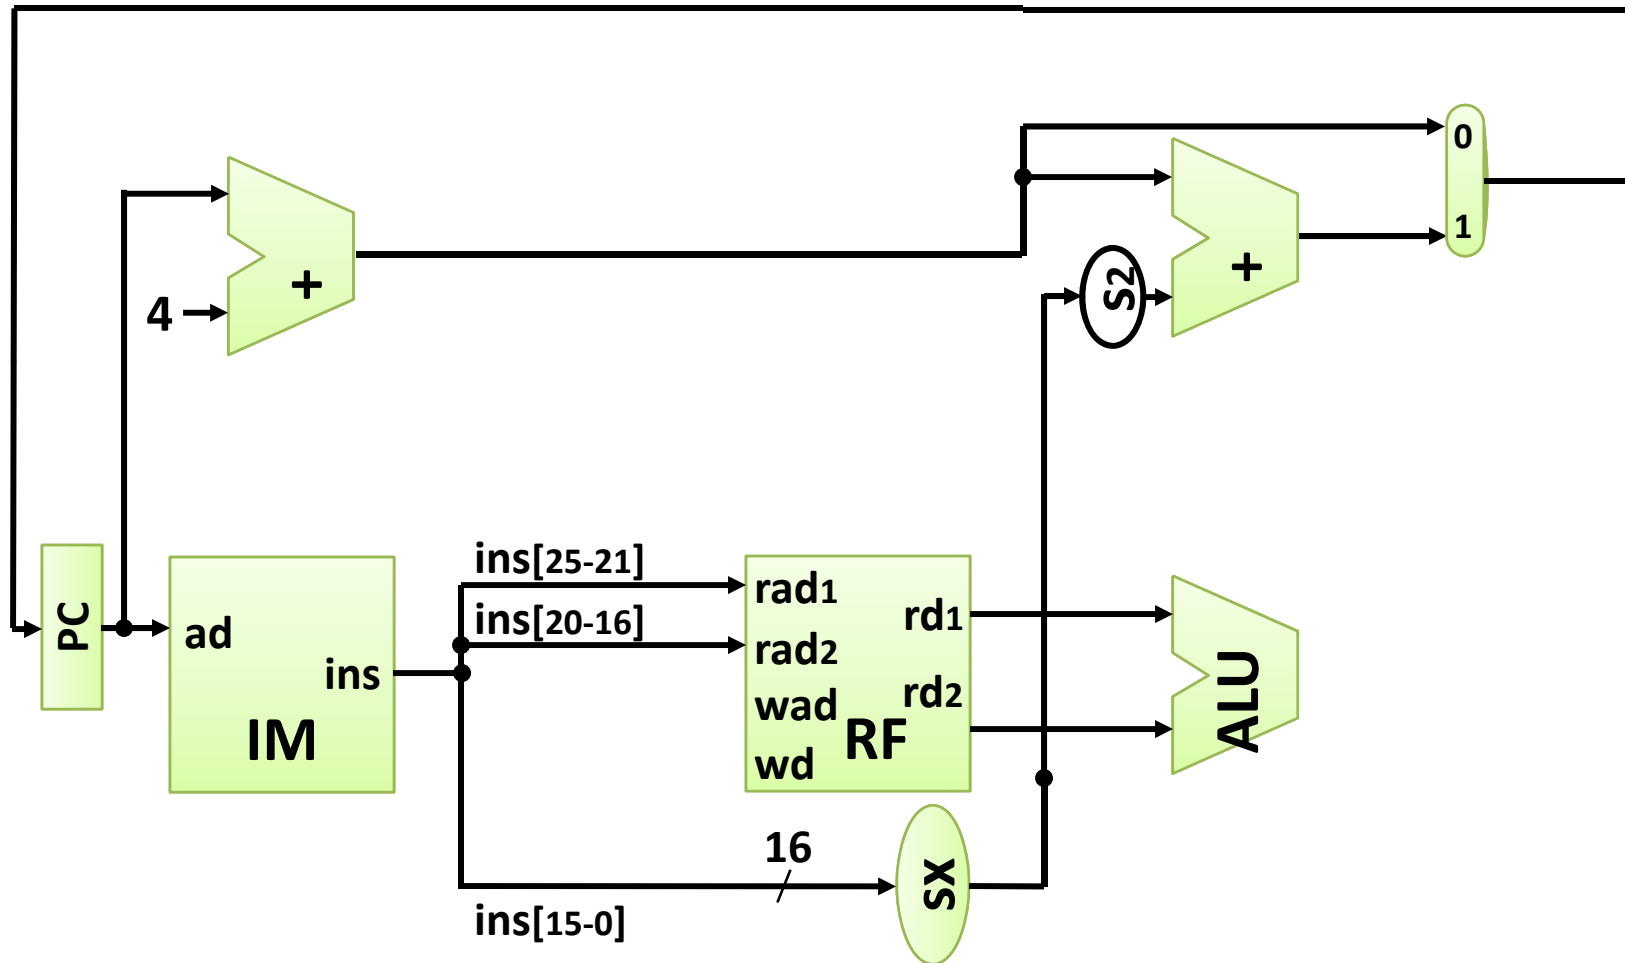 0
1
+
+
S2
4
ins[25-21]
ins[20-16]
PC
ad
ins
IM
rad1
rad2
wad
wd
rd1
rd2
RF
ALU
16
sx
ins[15-0]